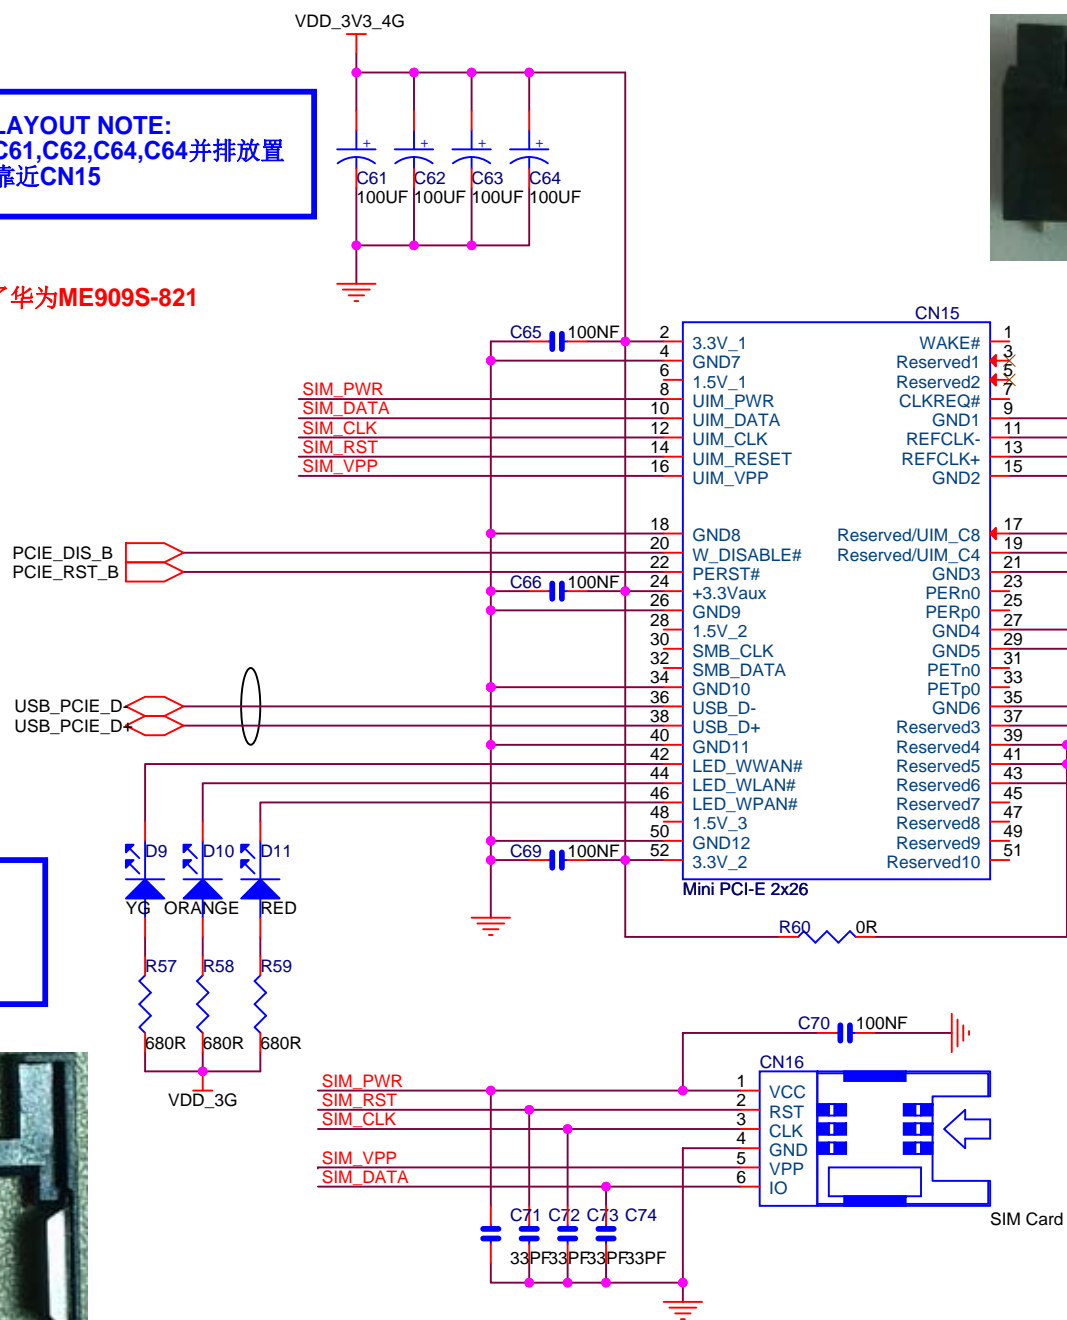 VDD_3V3_4G
LAYOUT NOTE:
C61,C62,C64,C64并排放置
靠近CN15
C61
100UF
C62
100UF
C63
100UF
C64
100UF
华为ME909S-821
CN15
C65
100NF
2
3.3V_1
4
GND7
6
1.5V_1
8
UIM_PWR
10
UIM_DATA
12
UIM_CLK
14
UIM_RESET
16
UIM_VPP
18
GND8
20
W_DISABLE#
22
PERST#
24
+3.3Vaux
26
GND9
28
1.5V_2
30
SMB_CLK
32
SMB_DATA
34
GND10
36
USB_D-
38
USB_D+
40
GND11
42
LED_WWAN#
44
LED_WLAN#
46
LED_WPAN#
48
1.5V_3
50
GND12
52
3.3V_2
WAKE#
1
Reserved1
3
Reserved2
5
CLKREQ#
7
GND1
9
REFCLK-
11
REFCLK+
13
GND2
15
Reserved/UIM_C8
17
Reserved/UIM_C4
19
GND3
21
PERn0
23
PERp0
25
GND4
27
GND5
29
PETn0
31
PETp0
33
GND6
35
Reserved3
37
Reserved4
39
Reserved5
41
Reserved6
43
Reserved7
45
Reserved8
47
Reserved9
49
Reserved10
51
Mini PCI-E 2x26
SIM_PWR
SIM_DATA
SIM_CLK
SIM_RST
SIM_VPP
PCIE_DIS_B
PCIE_RST_B
C66
100NF
USB_PCIE_D-
USB_PCIE_D+
C69
100NF
D9
YG
D10
ORANGE
D11
RED
R60
0R
R57
680R
R58
680R
R59
680R
VDD_3G
C70
100NF
CN16
SIM_PWR
SIM_RST
SIM_CLK
SIM_VPP
SIM_DATA
1
VCC
2
RST
3
CLK
4
GND
5
VPP
6
IO
C71
33PF
C72
33PF
C73
33PF
C74
33PF
SIM Card